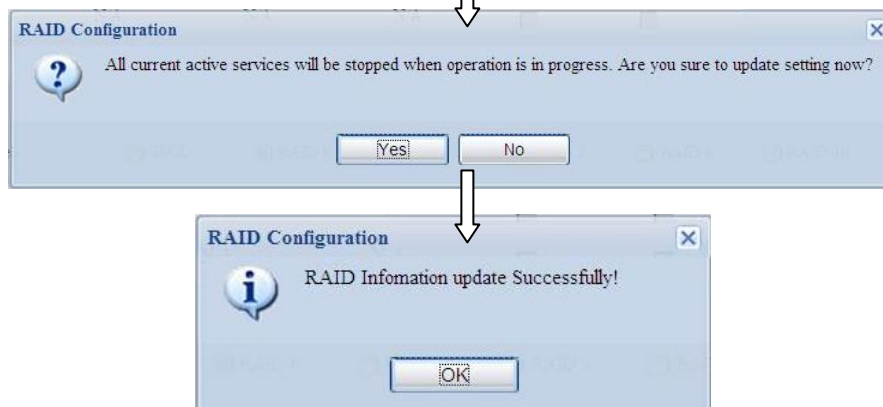 RAID Configuration
All current active services will be stopped when operation is in progress. Are you sure to update setting now?
Yes
No
RAID Configuration
RAID Infomation update Successfully!
OK